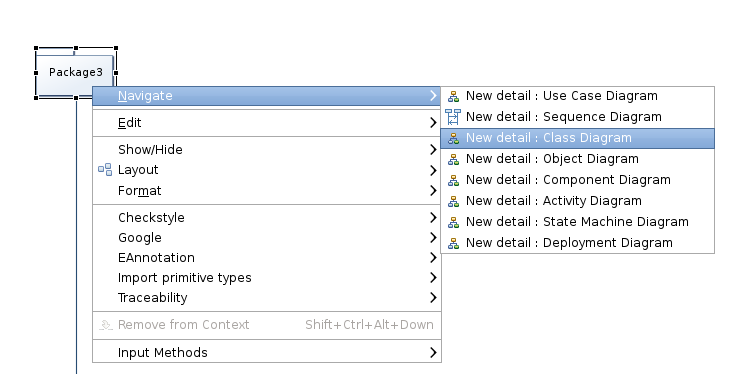 Package3
Navigate
Edit
Show/Hide
Layout
Format
Checkstyle
Google
EAnnotation
Import primitive types
Traceability
Remove from Context Shift+Ctrl+Alt+Down
Input Methods
New detail : Use Case Diagram
New detail : Sequence Diagram
New detail : Class Diagram
New detail : Object Diagram
New detail : Component Diagram
New detail : Activity Diagram
New detail : State Machine Diagram
New detail : Deployment Diagram